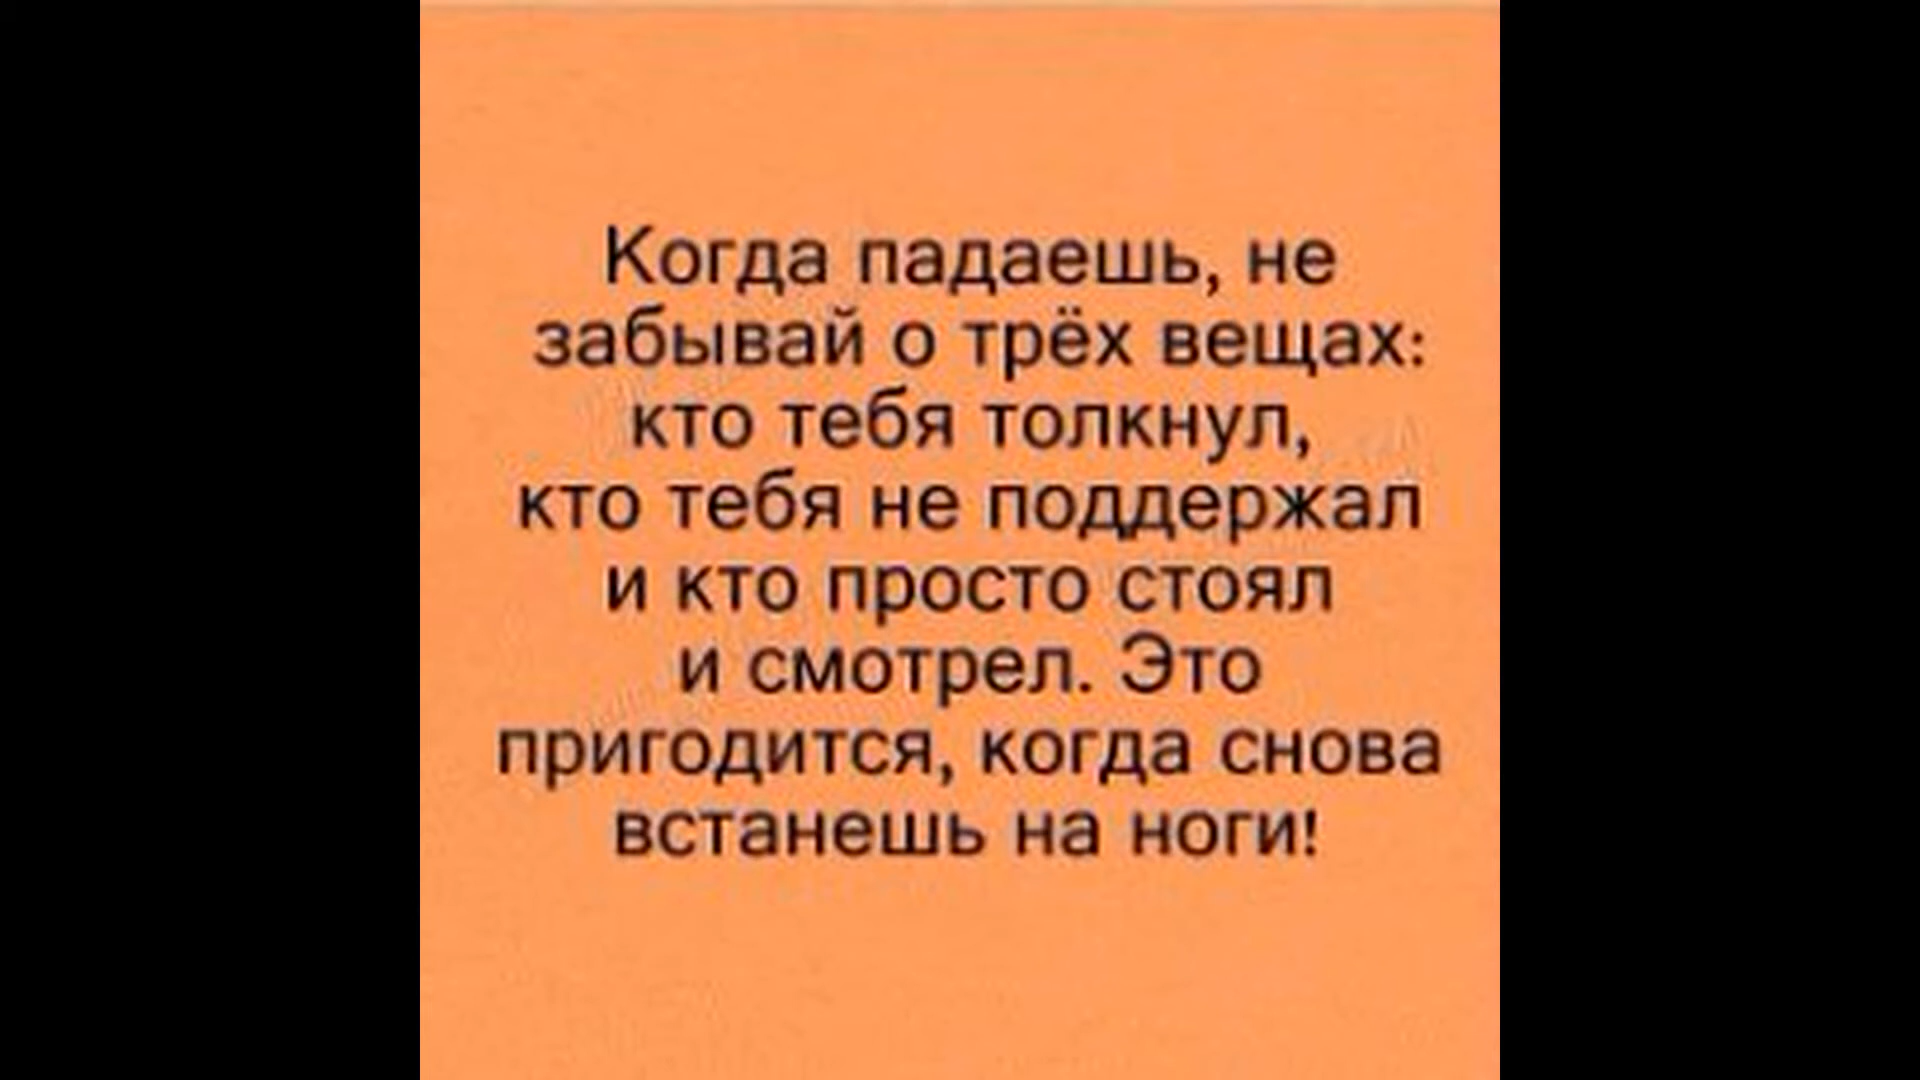 Когда падаешь, не
забывай о трёх вещах:
кто тебя толкнул,
кто тебя не поддержал
и кто просто стоял
и смотрел. Это
пригодится, когда снова
встанешь на ноги!